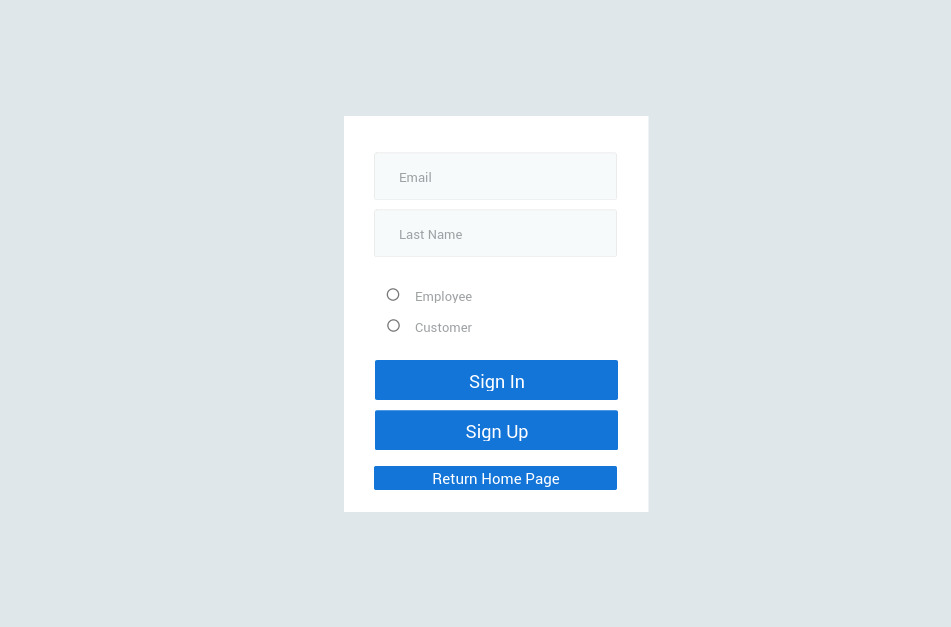 Email
Last Name
Employee
Customer
Sign In
Sign Up
Return Home Page